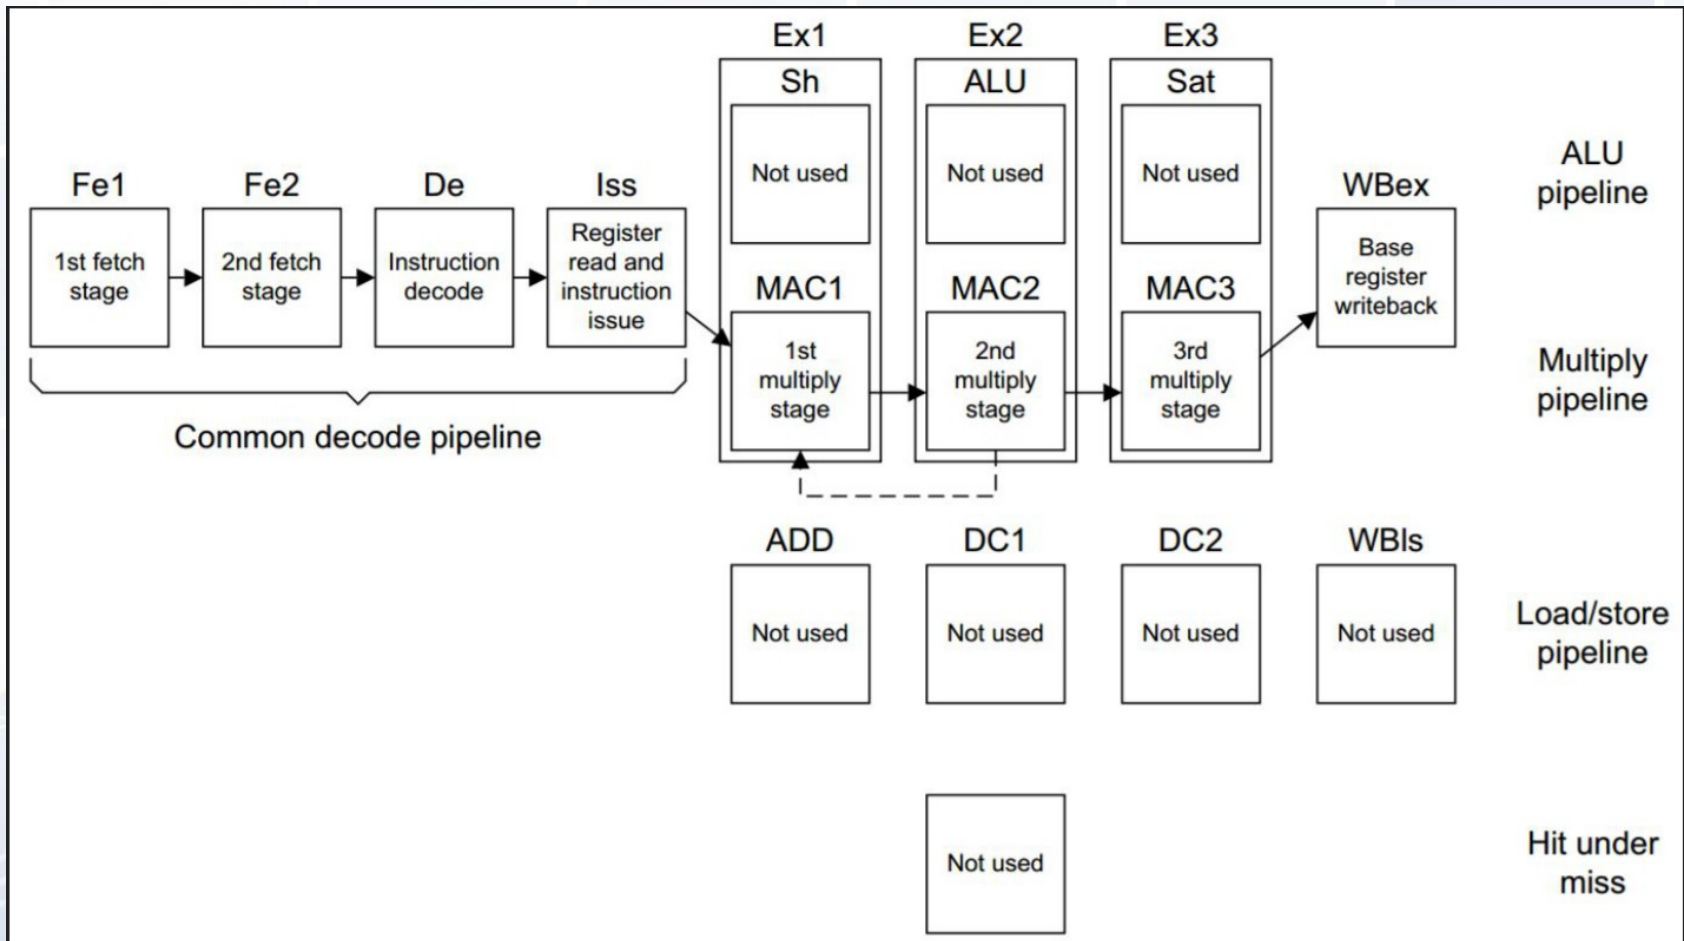 Ex1
Ex2
Ex3
Sh
ALU
Sat
Not used
Not used
Not used
ALU
pipeline
Fe1
Fe2
De
Iss
WBex
1st fetch
stage
2nd fetch
stage
Instruction
decode
Register
read and
instruction
issue
Base
register
writeback
MAC1
MAC2
MAC3
1st
multiply
stage
2nd
multiply
stage
3rd
multiply
stage
Multiply
pipeline
Common decode pipeline
ADD
DC1
DC2
WBls
Not used
Not used
Not used
Not used
Load/store
pipeline
Not used
Hit under
miss